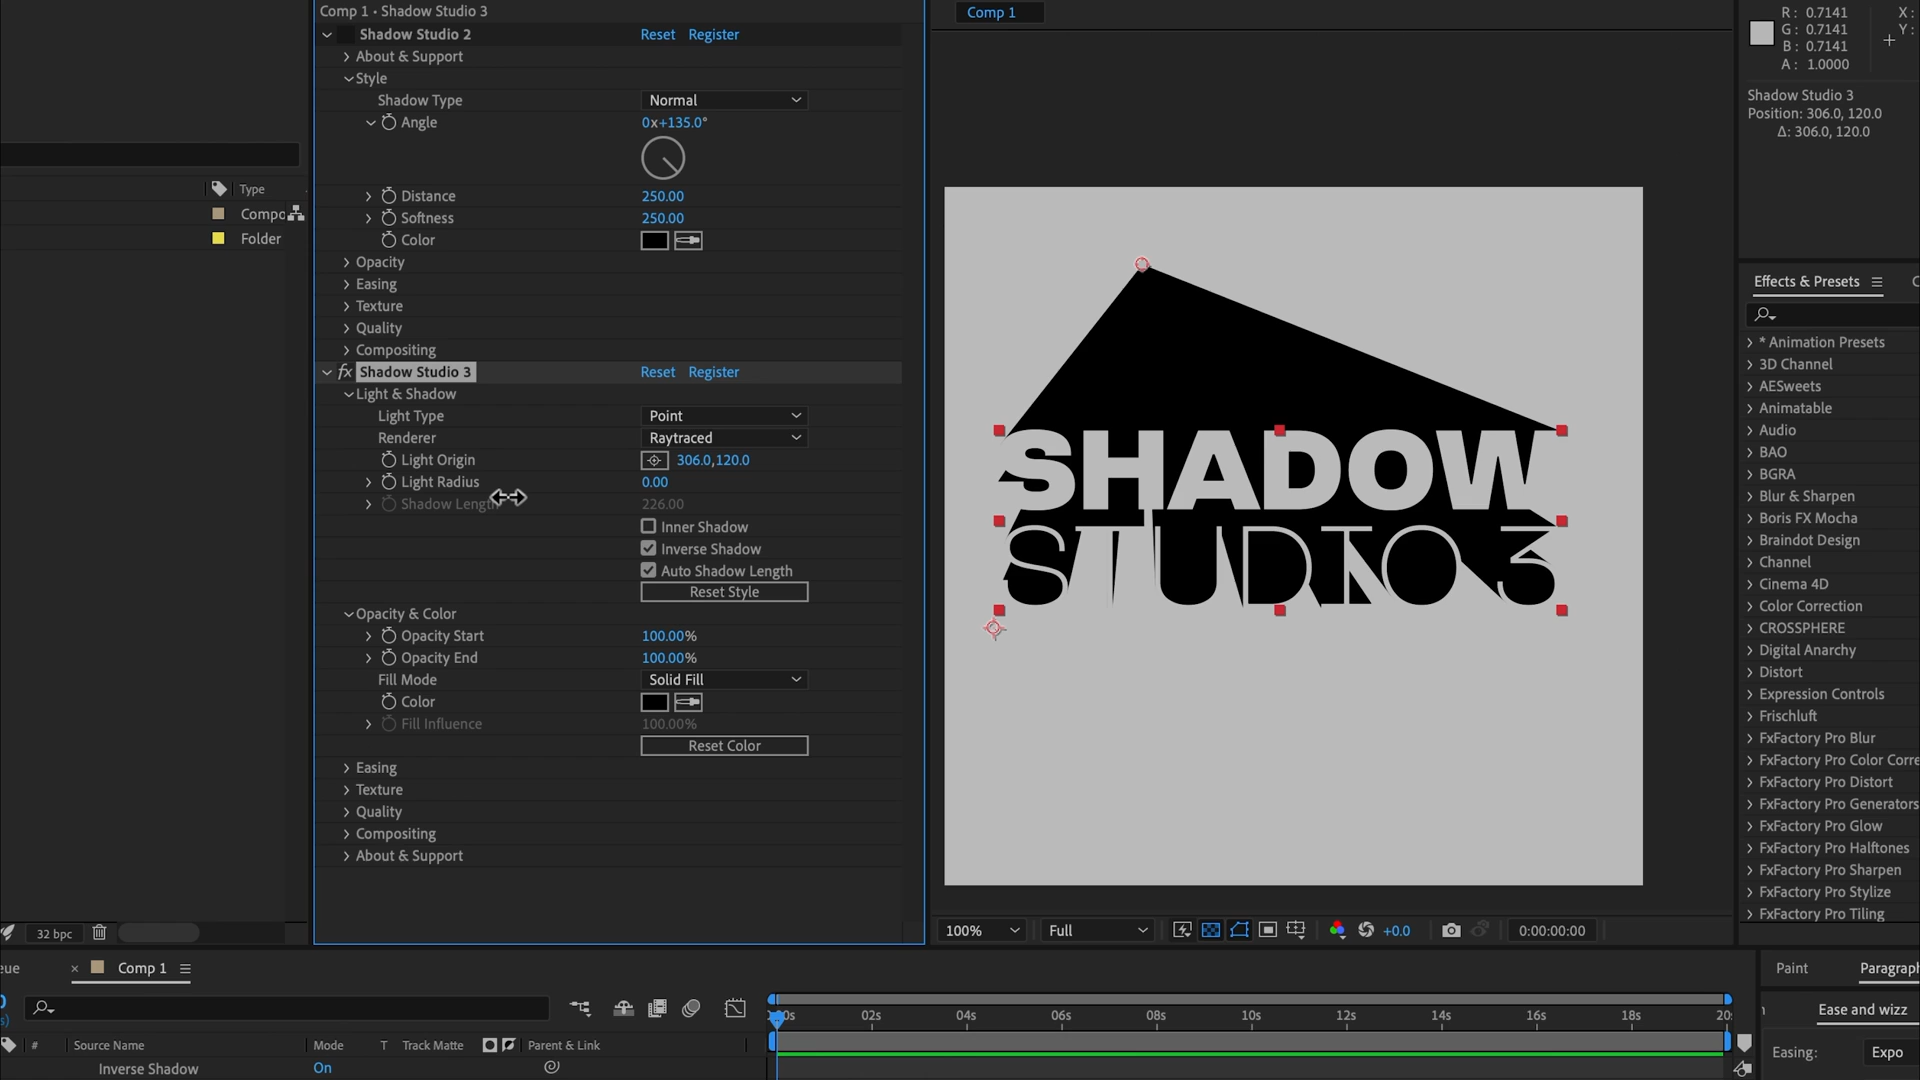 Comp 1 • Shadow Studio 3
Shadow Studio 2
Reset
Register
About & Support
Style
Shadow Type
Normal
Angle
0x+135.0°
Distance
250.00
Softness
250.00
Color
Opacity
Easing
Texture
Quality
Compositing
fx
Shadow Studio 3
Reset
Register
Light & Shadow
Light Type
Point
Renderer
Raytraced
Light Origin
306.0,120.0
Light Radius
0.00
Shadow Length
226.00
Inner Shadow
Inverse Shadow
Auto Shadow Length
Reset Style
Opacity & Color
Opacity Start
100.00%
Opacity End
100.00%
Fill Mode
Solid Fill
Color
Fill Influence
100.00%
Reset Color
Easing
Texture
Quality
Compositing
About & Support
Type
Compo
Folder
32 bpc
Comp 1
SHADOW
STUDIO 3
100%
Full
+0.0
0:00:00:00
R: 0.7141
G: 0.7141
B: 0.7141
A: 1.0000
X:
Y:
Shadow Studio 3
Position: 306.0, 120.0
Δ: 306.0, 120.0
Effects & Presets
* Animation Presets
3D Channel
AESweets
Animatable
Audio
BAO
BGRA
Blur & Sharpen
Boris FX Mocha
Braindot Design
Channel
Cinema 4D
Color Correction
CROSSPHERE
Digital Anarchy
Distort
Expression Controls
Frischluft
FxFactory Pro Blur
FxFactory Pro Color Corre
FxFactory Pro Distort
FxFactory Pro Generators
FxFactory Pro Glow
FxFactory Pro Halftones
FxFactory Pro Sharpen
FxFactory Pro Stylize
FxFactory Pro Tiling
eue
× Comp 1
# Source Name
Mode
T Track Matte
Parent & Link
Inverse Shadow
On
02s 04s 06s 08s 10s 12s 14s 16s 18s 20
Paint
Paragraph
Ease and wizz
Easing:
Expo